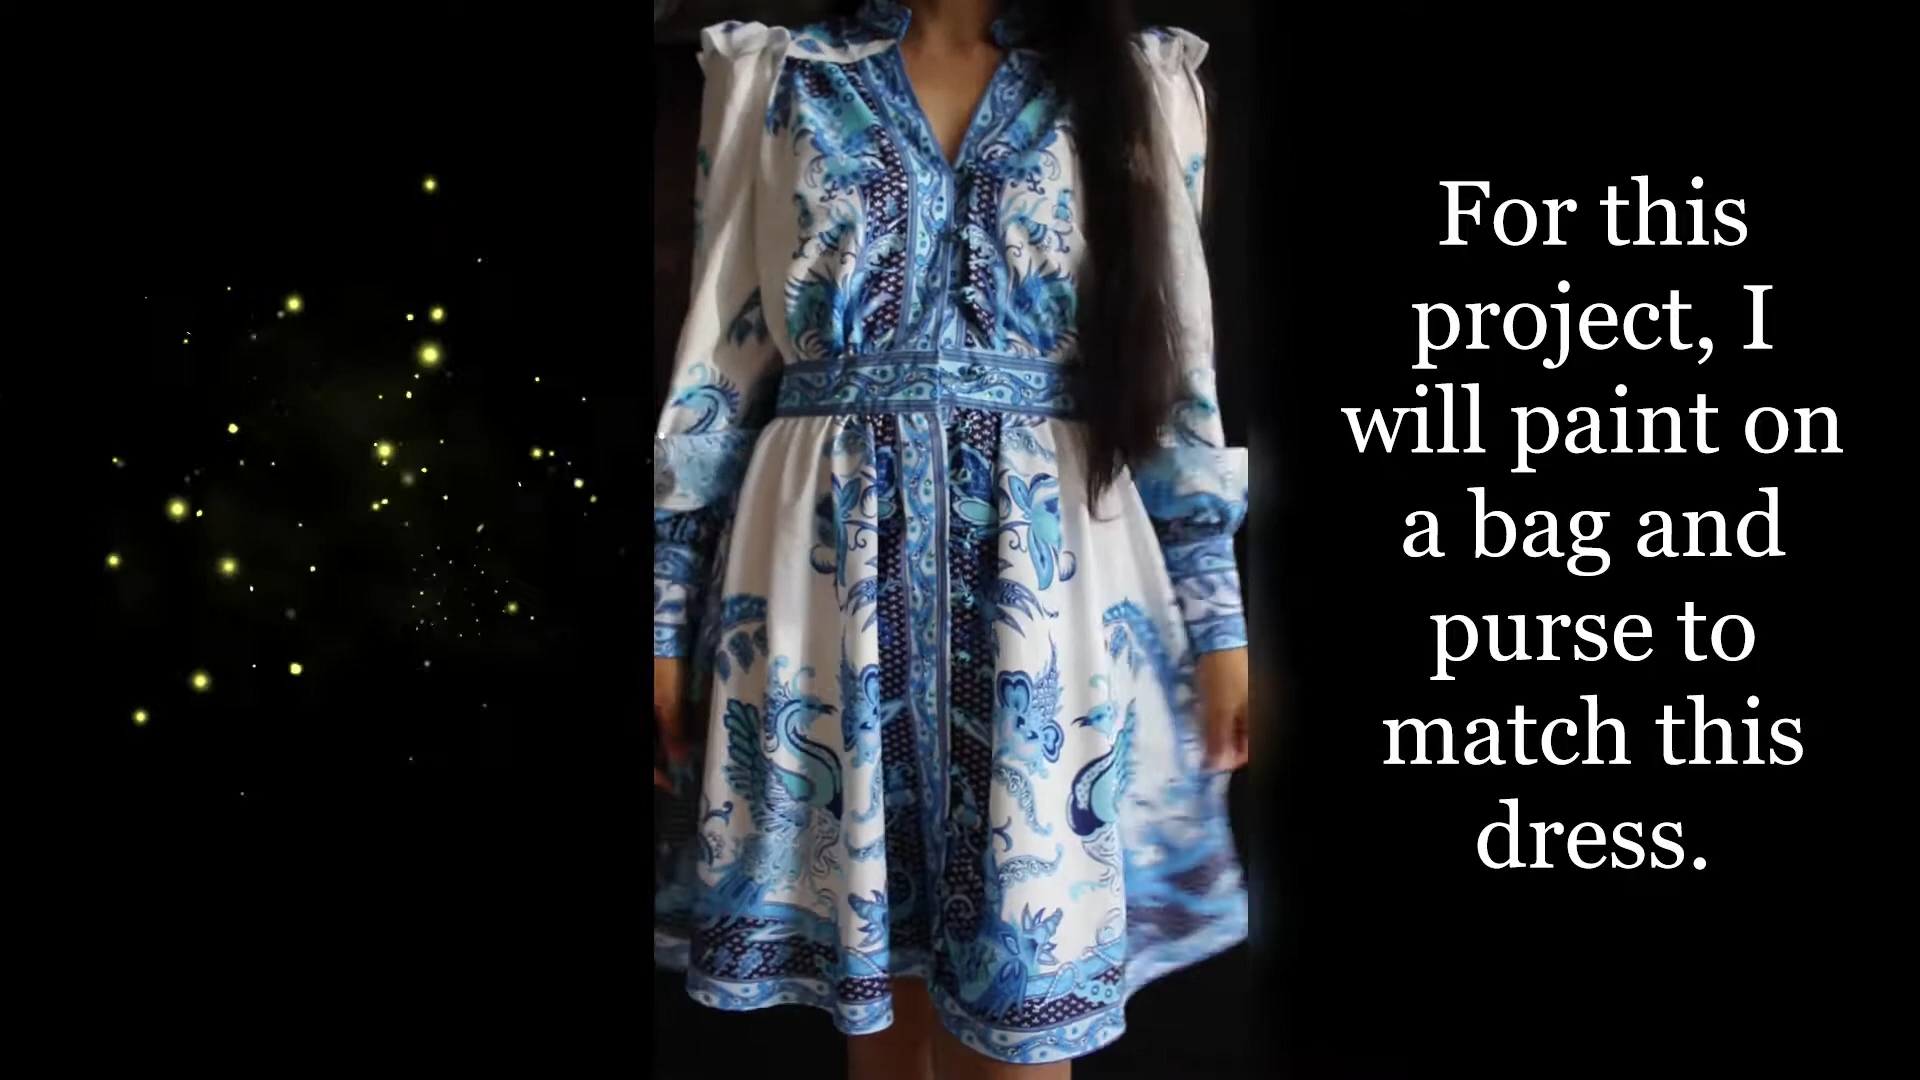 For this
project, I
will paint on
a bag and
purse to
match this
dress.